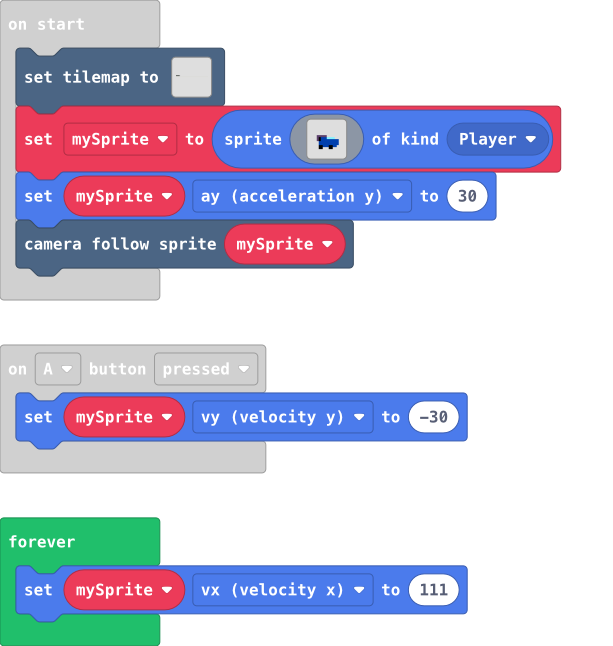 on start
set tilemap to
set mySprite to sprite of kind Player
set mySprite ay (acceleration y) to 30
camera follow sprite mySprite
on A button pressed
set mySprite vy (velocity y) to −30
forever
set mySprite vx (velocity x) to 111